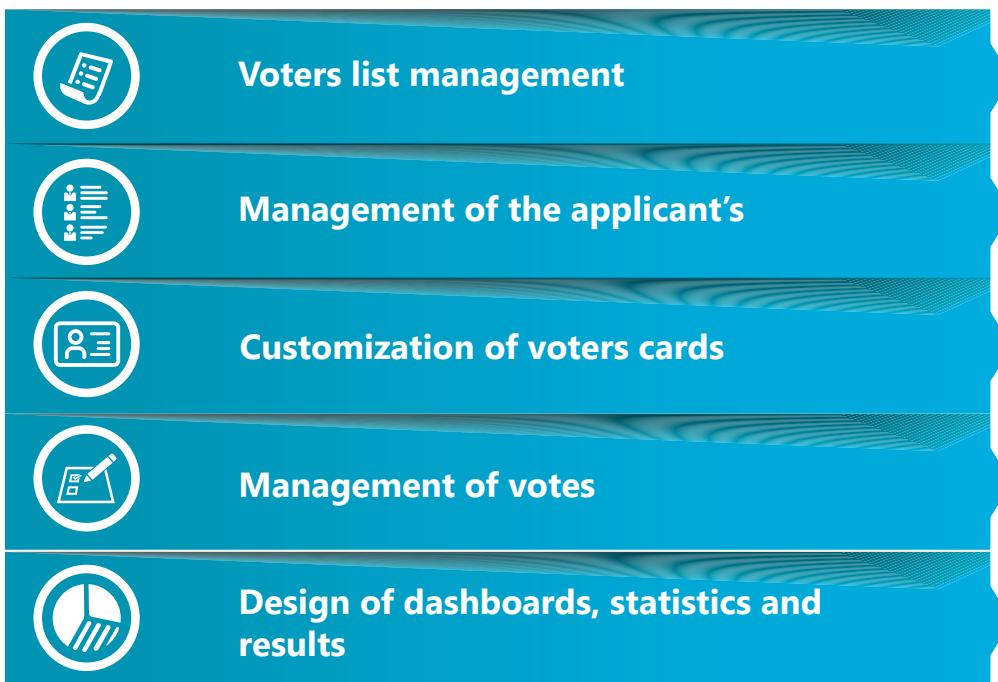 Voters list management
Management of the applicant’s
Customization of voters cards
Management of votes
Design of dashboards, statistics and
results